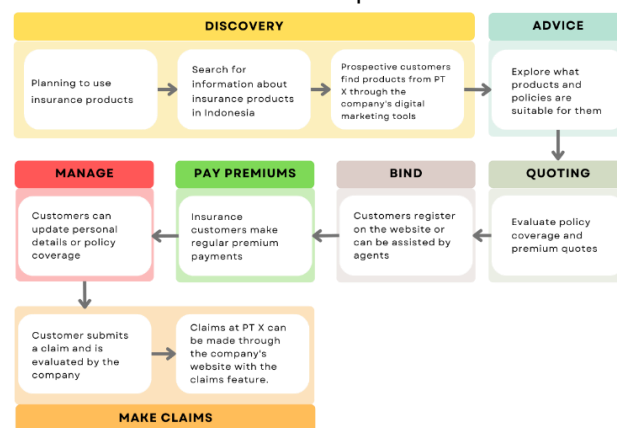 DISCOVERY
Planning to use
insurance products
Search for
information about
insurance products
in Indonesia
Prospective customers
find products from PT
X through the
company's digital
marketing tools
ADVICE
Explore what
products and
policies are
suitable for them
QUOTING
Evaluate policy
coverage and
premium quotes
BIND
Customers register
on the website or
can be assisted by
agents
PAY PREMIUMS
Insurance
customers make
regular premium
payments
MANAGE
Customers can
update personal
details or policy
coverage
Customer submits
a claim and is
evaluated by the
company
Claims at PT X can
be made through
the company's
website with the
claims feature.
MAKE CLAIMS